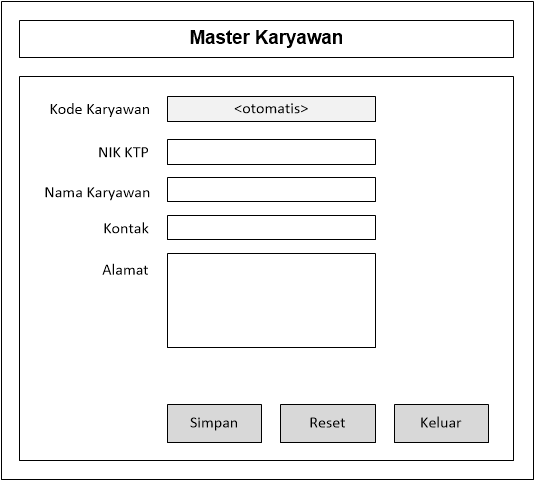 Master Karyawan
Kode Karyawan <otomatis>
NIK KTP
Nama Karyawan
Kontak
Alamat
Simpan Reset Keluar